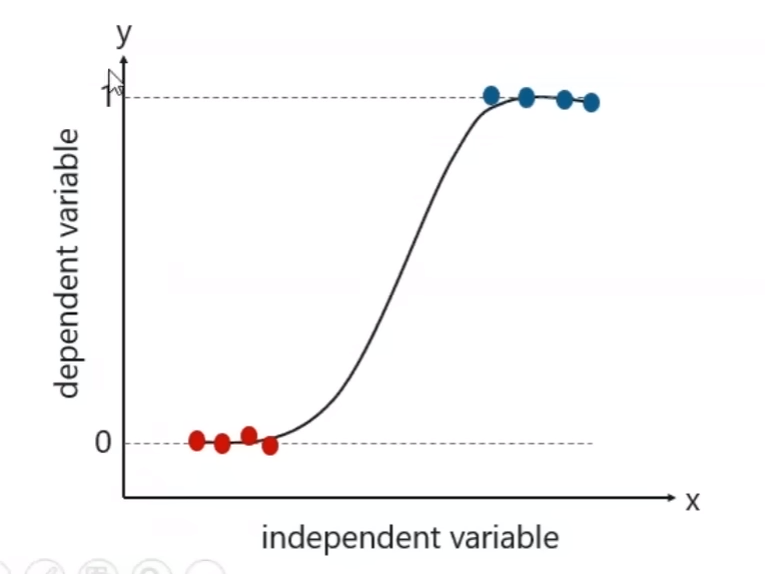 y
1
dependent variable
0
x
independent variable